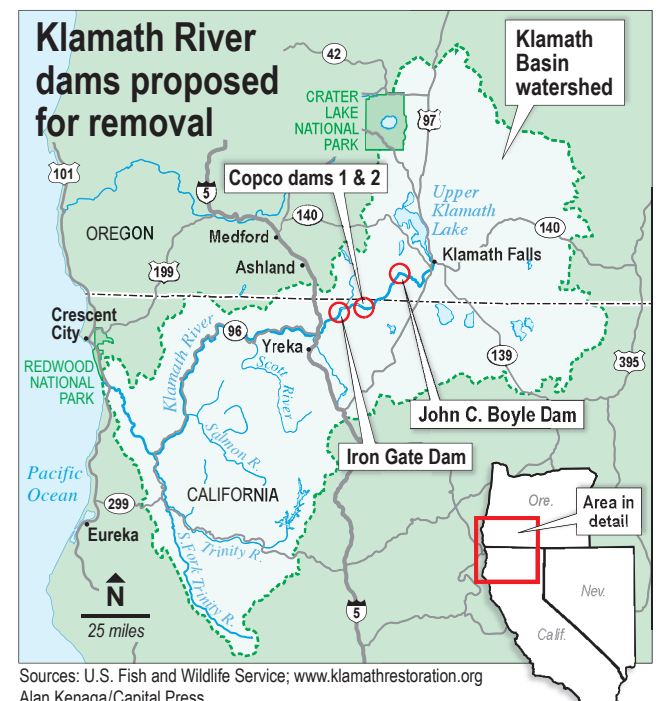 Klamath River
dams proposed
for removal
42
Klamath
Basin
watershed
CRATER
LAKE
NATIONAL
PARK
97
101
5
Copco dams 1 & 2
Upper
Klamath
Lake
140
140
OREGON
Medford
Klamath Falls
Ashland
199
Crescent
City
Klamath River
96
Yreka
Scott River
139
395
REDWOOD
NATIONAL
PARK
John C. Boyle Dam
Salmon R.
Iron Gate Dam
Pacific
Ocean
CALIFORNIA
299
Eureka
Trinity R.
S Fork Trinity R.
Ore.
Area in
detail
N
25 miles
5
Nev.
Calif.
Sources: U.S. Fish and Wildlife Service; www.klamathrestoration.org
Alan Kenaga/Capital Press